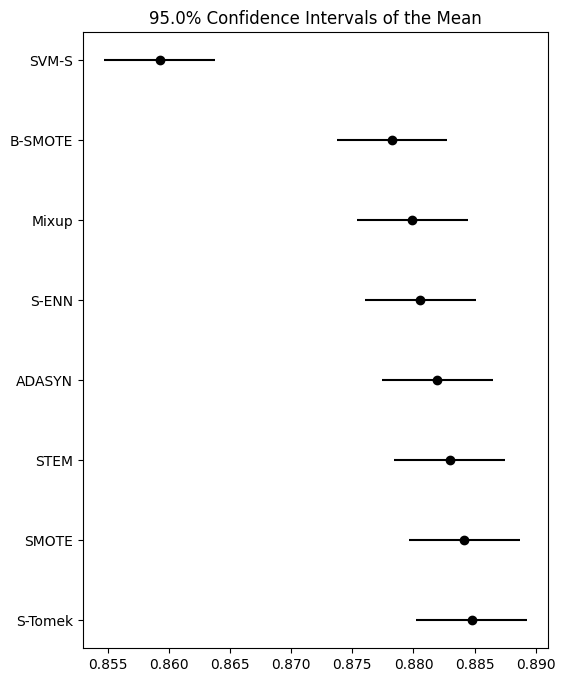 95.0% Confidence Intervals of the Mean
SVM-S
B-SMOTE
Mixup
S-ENN
ADASYN
STEM
SMOTE
S-Tomek
0.855 0.860 0.865 0.870 0.875 0.880 0.885 0.890